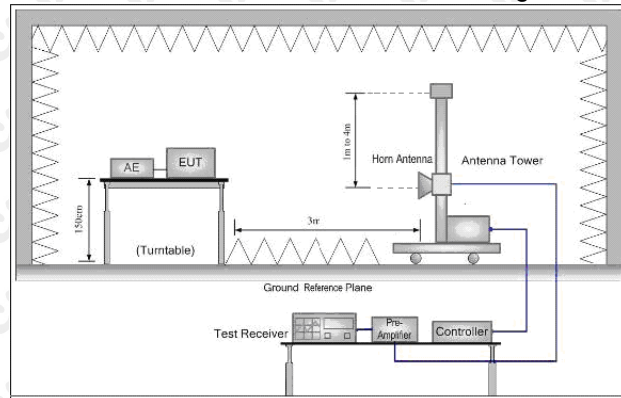 AE
EUT
150cm
(Turntable)
3m
1m to 4m
Horn Antenna
Antenna Tower
Ground Reference Plane
Test Receiver
Pre-
Amplifier
Controller